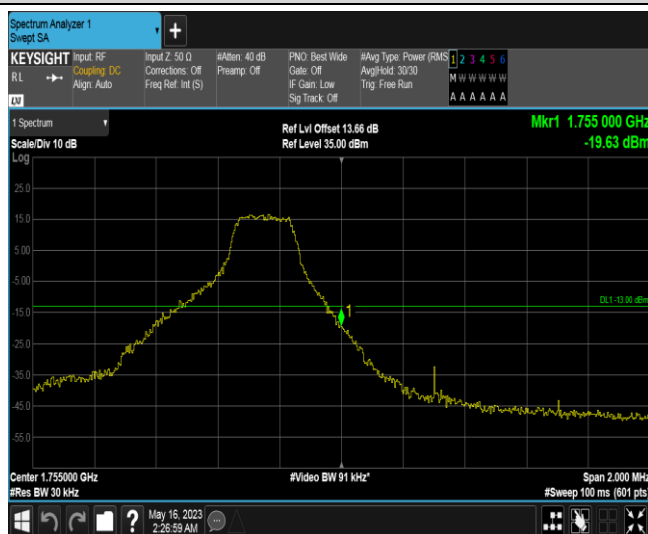 Spectrum Analyzer 1
Swept SA
KEYSIGHT
RL
Input: RF
Coupling: DC
Align: Auto
Input Z: 50 Ω
Corrections: Off
Freq Ref: Int (S)
#Atten: 40 dB
Preamp: Off
PNO: Best Wide
Gate: Off
IF Gain: Low
Sig Track: Off
#Avg Type: Power (RMS
Avg|Hold: 30/30
Trig: Free Run
1 2 3 4 5 6
M W W W W W
A A A A A A
LXI
1 Spectrum
Scale/Div 10 dB
Log
Ref Lvl Offset 13.66 dB
Ref Level 35.00 dBm
Mkr1 1.755 000 GHz
-19.63 dBm
25.0
15.0
5.00
-5.00
-15.0
-25.0
-35.0
-45.0
-55.0
DL1 -13.00 dBm
1
Center 1.755000 GHz
#Res BW 30 kHz
#Video BW 91 kHz*
Span 2.000 MHz
#Sweep 100 ms (601 pts)
May 16, 2023
2:26:59 AM